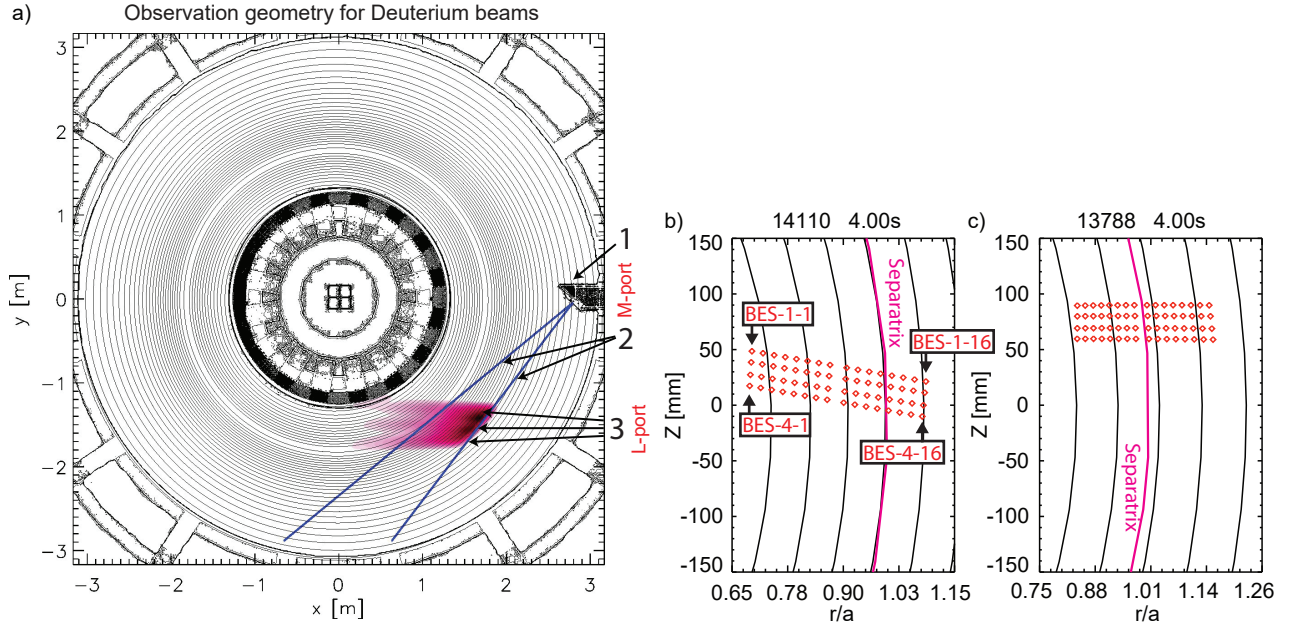 a)
Observation geometry for Deuterium beams
3
2
1
0
−1
−2
−3
y [m]
−3
−2
−1
0
1
2
3
x [m]
1
M-port
2
3
L-port
b)
14110 4.00s
150
100
50
0
-50
-100
-150
Z [mm]
Separatrix
BES-1-1
BES-1-16
BES-4-1
BES-4-16
0.65 0.78 0.90 1.03 1.15
r/a
c)
13788 4.00s
150
100
50
0
-50
-100
-150
Z [mm]
Separatrix
0.75 0.88 1.01 1.14 1.26
r/a